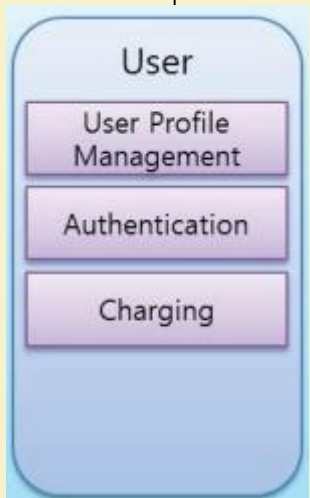 User
User Profile
Management
Authentication
Charging